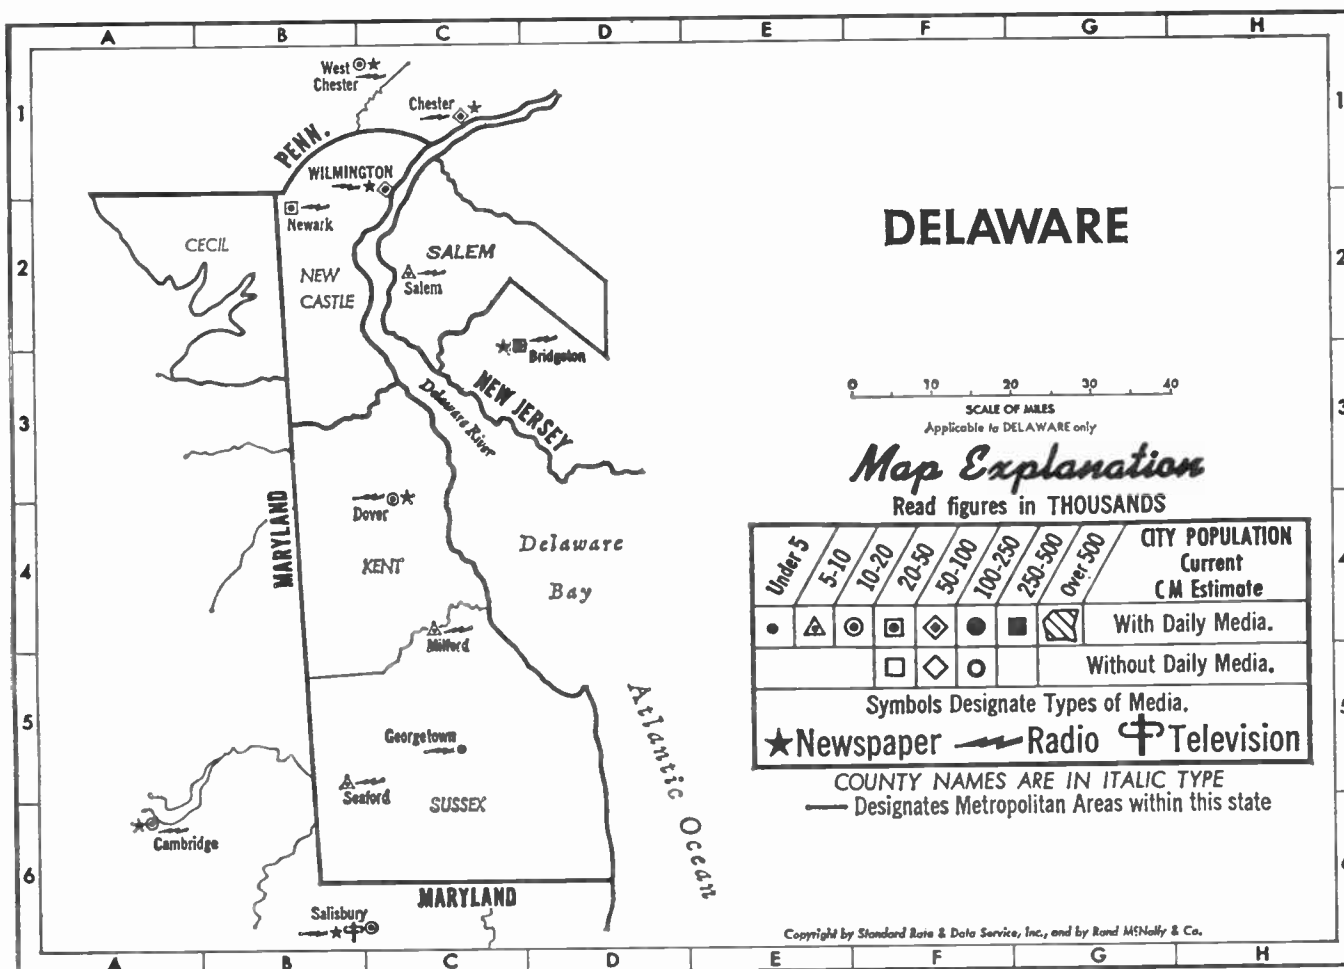 A B C D E F G H
1 1
West
Chester
Chester
PENN.
WILMINGTON
Newark
CECIL
2 2
NEW
CASTLE
SALEM
Salem
Bridgeton
DELAWARE
0 10 20 30 40
SCALE OF MILES
Applicable to DELAWARE only
3 3
Delaware River
NEW JERSEY
Map Explanation
Read figures in THOUSANDS
Under 5 5-10 10-20 20-50 50-100 100-250 250-500 Over 500
CITY POPULATION
Current
CM Estimate
With Daily Media.
Without Daily Media.
Symbols Designate Types of Media.
Newspaper Radio Television
COUNTY NAMES ARE IN ITALIC TYPE
Designates Metropolitan Areas within this state
MARYLAND
Dover
KENT
4 4
Delaware
Bay
Milford
5 5
Georgetown
Seaford
SUSSEX
Atlantic Ocean
Cambridge
6 6
MARYLAND
Salisbury
Copyright by Standard Rate & Data Service, Inc., and by Rand McNally & Co.
A B C D E F G H